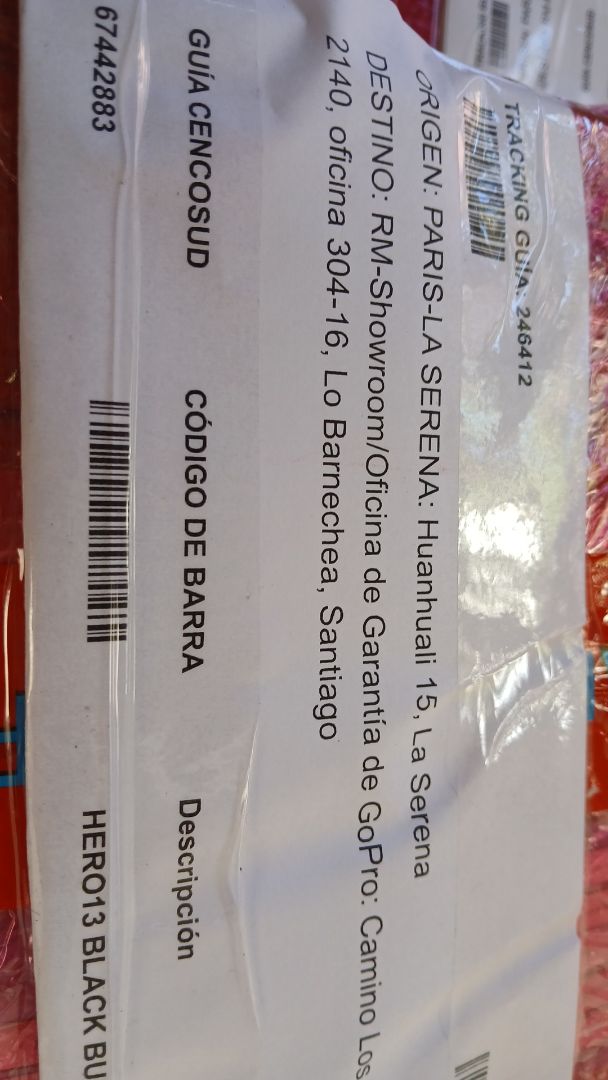 TRACKING GUIA: 246412
ORIGEN: PARIS-LA SERENA: Huanhuali 15, La Serena
DESTINO: RM-Showroom/Oficina de Garantía de GoPro: Camino Los
2140, oficina 304-16, Lo Barnechea, Santiago
GUÍA CENCOSUD CÓDIGO DE BARRA Descripción
67442883 HERO13 BLACK BU